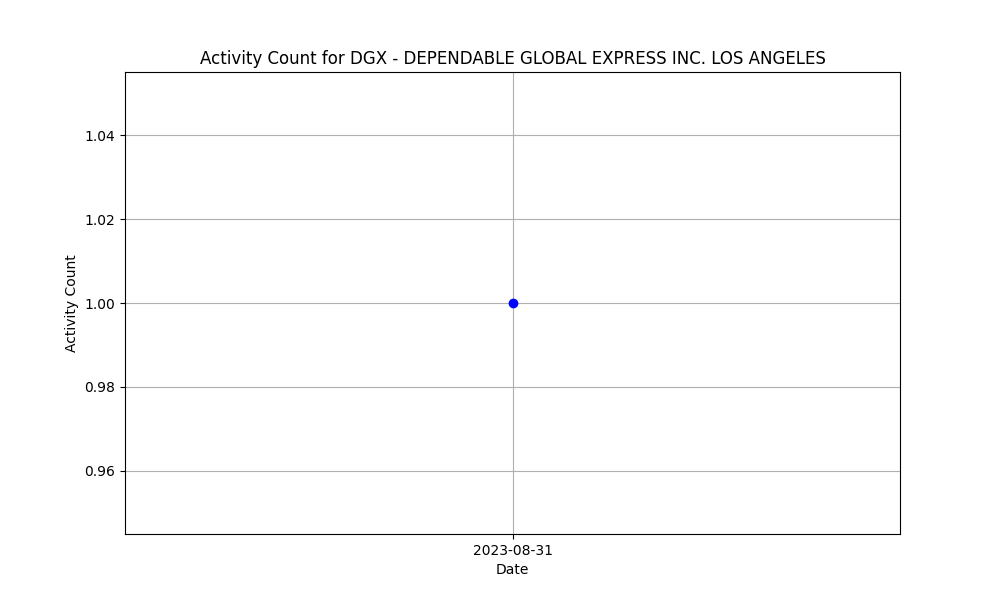 Activity Count for DGX - DEPENDABLE GLOBAL EXPRESS INC. LOS ANGELES
1.04
1.02
1.00
0.98
0.96
Activity Count
2023-08-31
Date